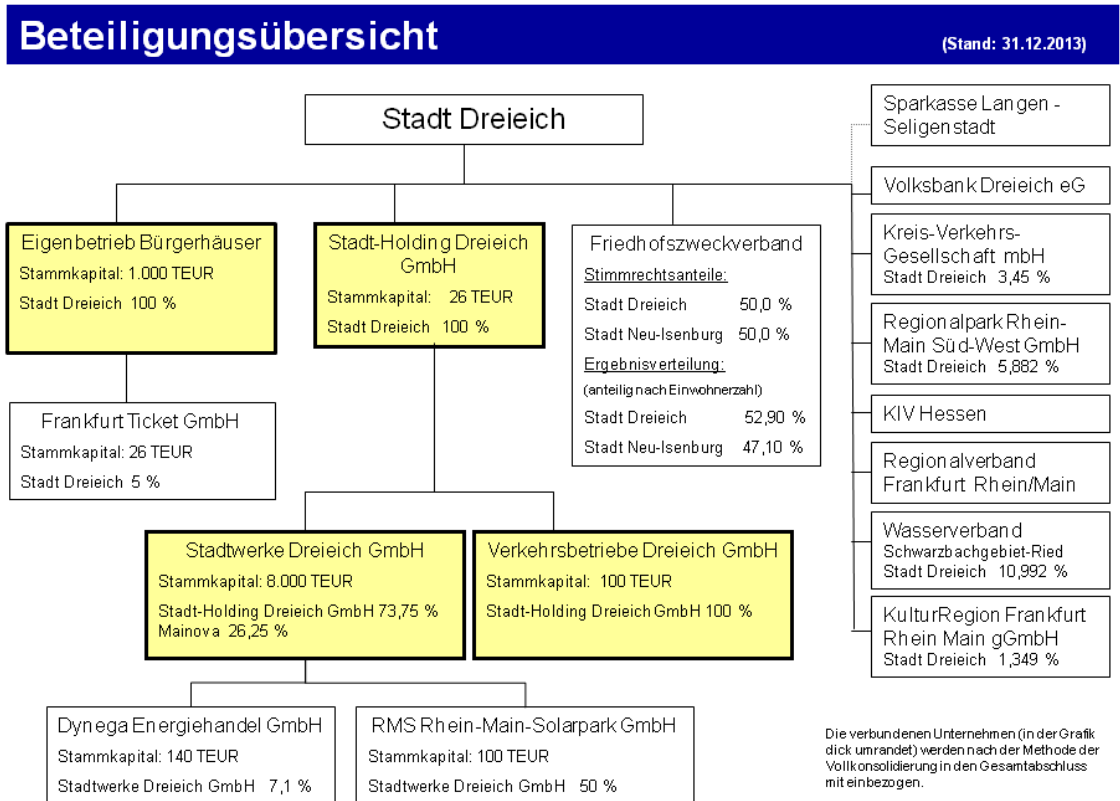 Beteiligungsübersicht
(Stand: 31.12.2013)
Stadt Dreieich
Eigenbetrieb Bürgerhäuser
Stammkapital: 1.000 TEUR
Stadt Dreieich 100 %
Frankfurt Ticket GmbH
Stammkapital: 26 TEUR
Stadt Dreieich 5 %
Stadt-Holding Dreieich
GmbH
Stammkapital: 26 TEUR
Stadt Dreieich 100 %
Friedhofszweckverband
Stimmrechtsanteile:
Stadt Dreieich 50,0 %
Stadt Neu-Isenburg 50,0 %
Ergebnisverteilung:
(anteilig nach Einwohnerzahl)
Stadt Dreieich 52,90 %
Stadt Neu-Isenburg 47,10 %
Stadtwerke Dreieich GmbH
Stammkapital: 8.000 TEUR
Stadt-Holding Dreieich GmbH 73,75 %
Mainova 26,25 %
Verkehrsbetriebe Dreieich GmbH
Stammkapital: 100 TEUR
Stadt-Holding Dreieich GmbH 100 %
Dynega Energiehandel GmbH
Stammkapital: 140 TEUR
Stadtwerke Dreieich GmbH 7,1 %
RMS Rhein-Main-Solarpark GmbH
Stammkapital: 100 TEUR
Stadtwerke Dreieich GmbH 50 %
Sparkasse Langen -
Seligenstadt
Volksbank Dreieich eG
Kreis-Verkehrs-
Gesellschaft mbH
Stadt Dreieich 3,45 %
Regionalpark Rhein-
Main Süd-West GmbH
Stadt Dreieich 5,882 %
KIV Hessen
Regionalverband
Frankfurt Rhein/Main
Wasserverband
Schwarzbachgebiet-Ried
Stadt Dreieich 10,992 %
KulturRegion Frankfurt
Rhein Main gGmbH
Stadt Dreieich 1,349 %
Die verbundenen Unternehmen (in der Grafik
dick umrandet) werden nach der Methode der
Vollkonsolidierung in den Gesamtabschluss
mit einbezogen.